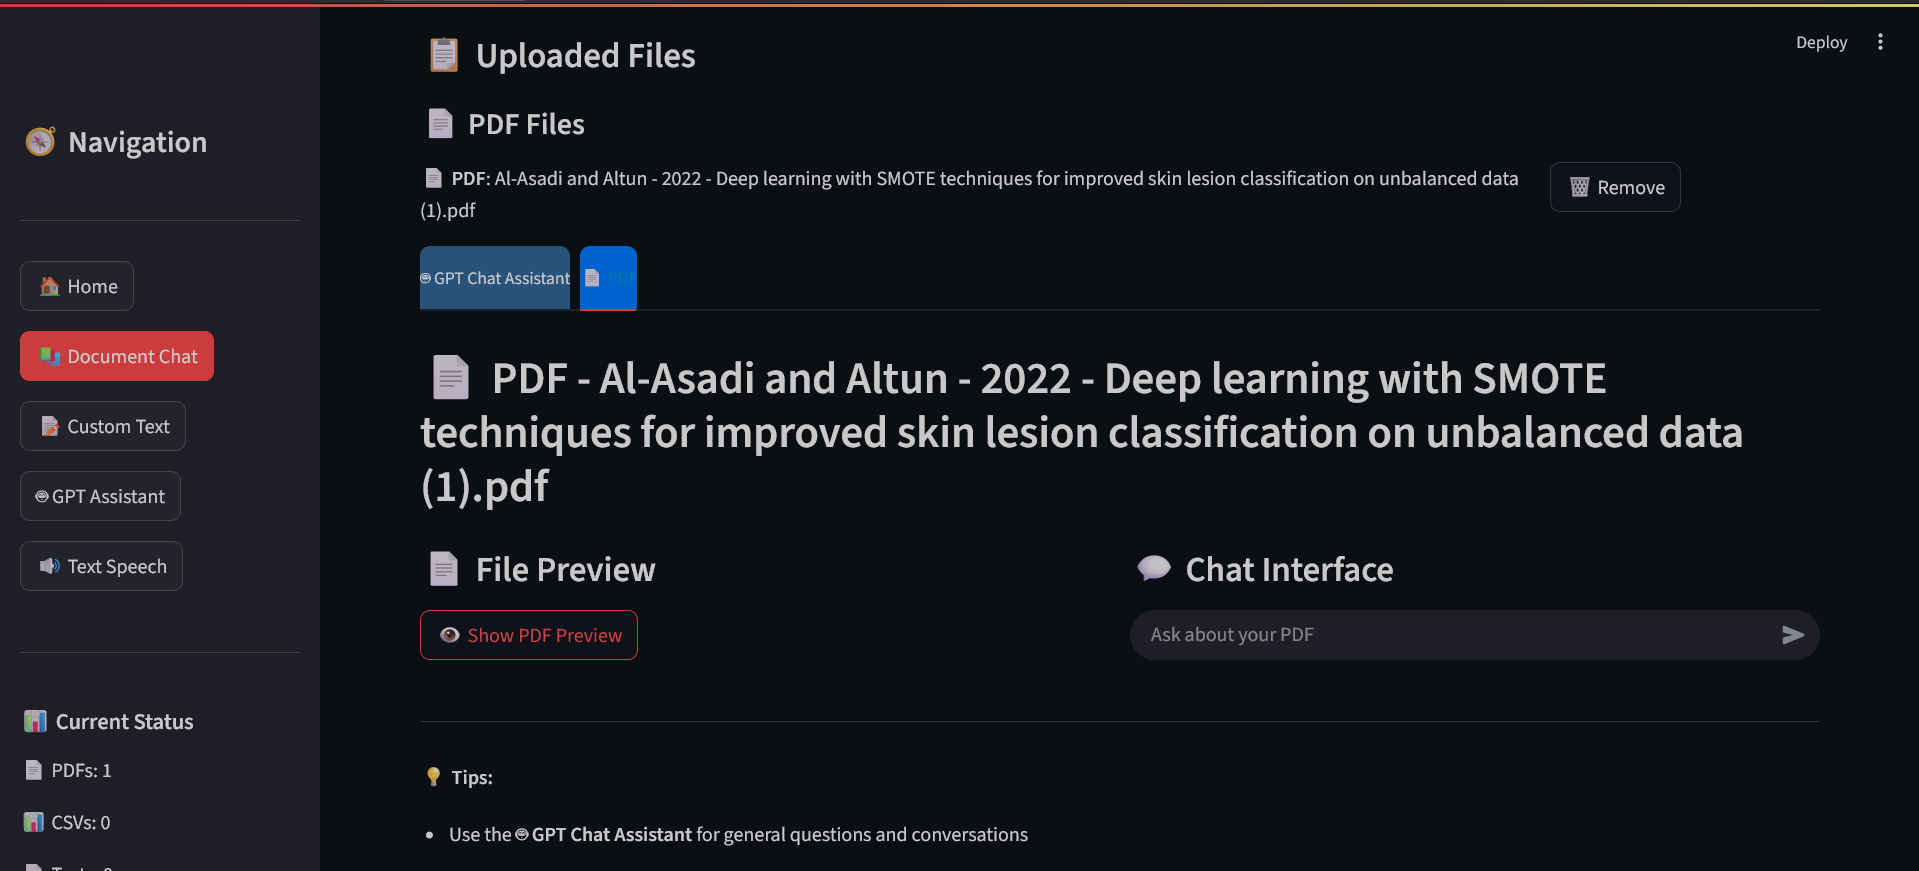 Deploy
Navigation
Home
Document Chat
Custom Text
GPT Assistant
Text Speech
Current Status
PDFs: 1
CSVs: 0
Uploaded Files
PDF Files
PDF: Al-Asadi and Altun - 2022 - Deep learning with SMOTE techniques for improved skin lesion classification on unbalanced data
(1).pdf
Remove
GPT Chat Assistant
PDF
PDF - Al-Asadi and Altun - 2022 - Deep learning with SMOTE
techniques for improved skin lesion classification on unbalanced data
(1).pdf
File Preview
Show PDF Preview
Chat Interface
Ask about your PDF
Tips:
• Use the GPT Chat Assistant for general questions and conversations